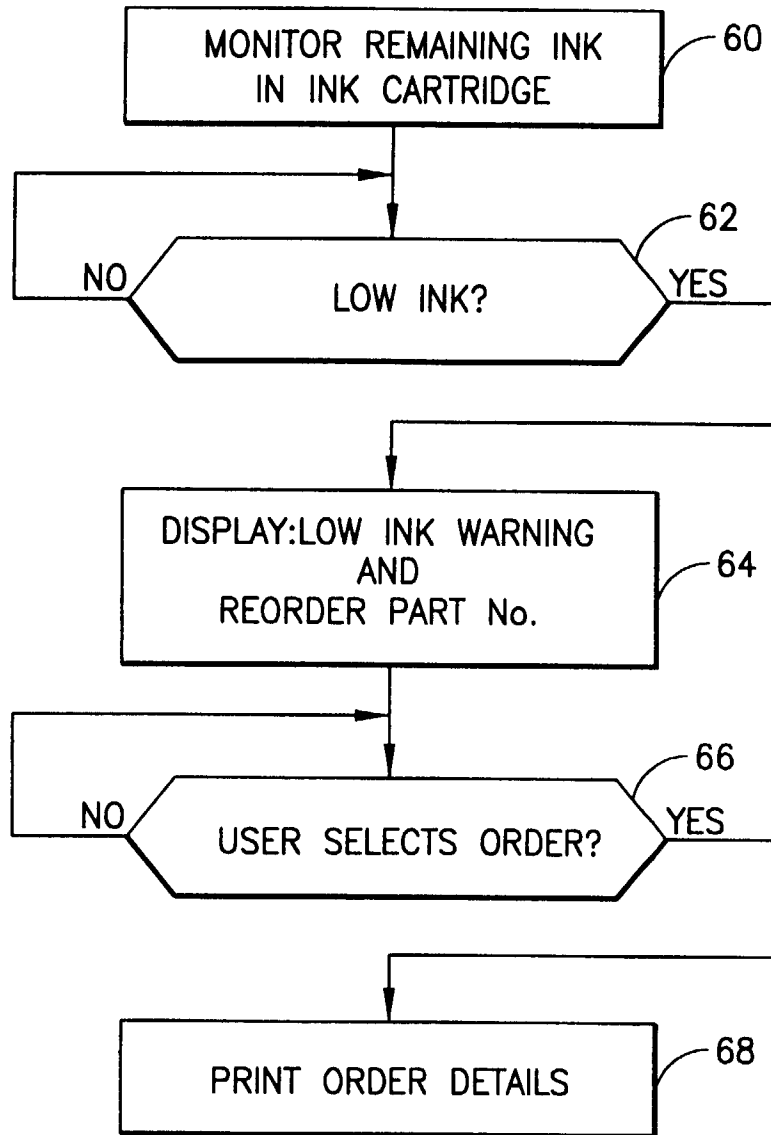 MONITOR REMAINING INK
IN INK CARTRIDGE
60
62
NO
LOW INK?
YES
DISPLAY:LOW INK WARNING
AND
REORDER PART No.
64
66
NO
USER SELECTS ORDER?
YES
68
PRINT ORDER DETAILS